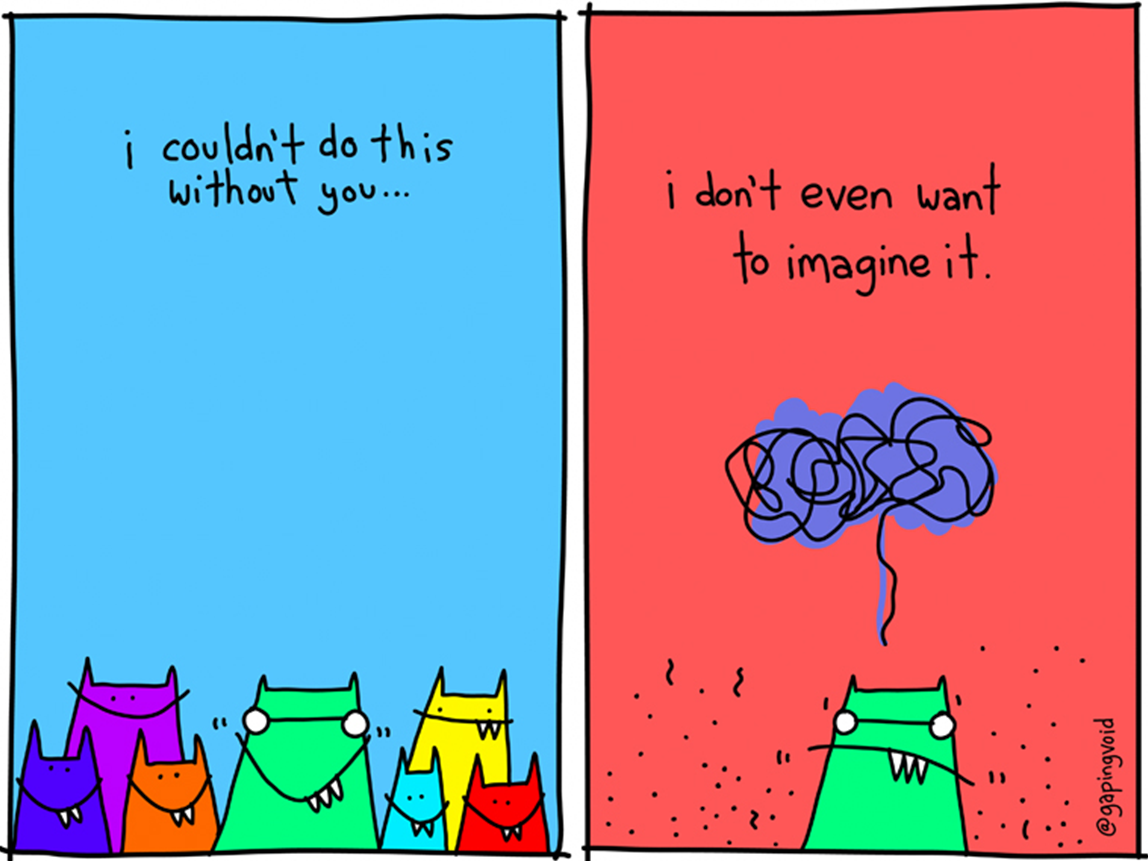 i couldn't do this
without you...
i don't even want
to imagine it.
@gapingvoid